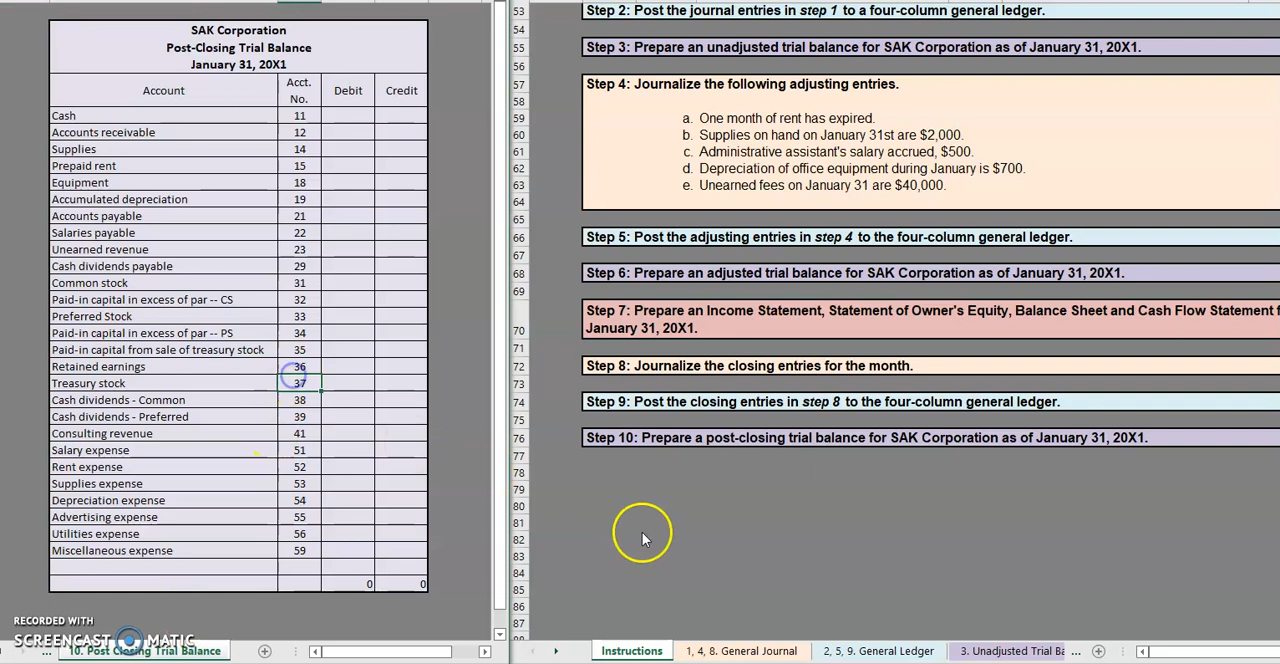 SAK Corporation
Post-Closing Trial Balance
January 31, 20X1
Account Acct. No. Debit Credit
Cash 11
Accounts receivable 12
Supplies 14
Prepaid rent 15
Equipment 18
Accumulated depreciation 19
Accounts payable 21
Salaries payable 22
Unearned revenue 23
Cash dividends payable 29
Common stock 31
Paid-in capital in excess of par -- CS 32
Preferred Stock 33
Paid-in capital in excess of par -- PS 34
Paid-in capital from sale of treasury stock 35
Retained earnings 36
Treasury stock 37
Cash dividends - Common 38
Cash dividends - Preferred 39
Consulting revenue 41
Salary expense 51
Rent expense 52
Supplies expense 53
Depreciation expense 54
Advertising expense 55
Utilities expense 56
Miscellaneous expense 59
0 0
RECORDED WITH
SCREENCAST MATIC
... 10. Post Closing Trial Balance
53 Step 2: Post the journal entries in step 1 to a four-column general ledger.
54
55 Step 3: Prepare an unadjusted trial balance for SAK Corporation as of January 31, 20X1.
56
57 Step 4: Journalize the following adjusting entries.
58
59 a. One month of rent has expired.
60 b. Supplies on hand on January 31st are $2,000.
61 c. Administrative assistant's salary accrued, $500.
62 d. Depreciation of office equipment during January is $700.
63 e. Unearned fees on January 31 are $40,000.
64
65
66 Step 5: Post the adjusting entries in step 4 to the four-column general ledger.
67
68 Step 6: Prepare an adjusted trial balance for SAK Corporation as of January 31, 20X1.
69
Step 7: Prepare an Income Statement, Statement of Owner's Equity, Balance Sheet and Cash Flow Statement f
70 January 31, 20X1.
71
72 Step 8: Journalize the closing entries for the month.
73
74 Step 9: Post the closing entries in step 8 to the four-column general ledger.
75
76 Step 10: Prepare a post-closing trial balance for SAK Corporation as of January 31, 20X1.
77
78
79
80
81
82
83
84
85
86
87
Instructions 1, 4, 8. General Journal 2, 5, 9. General Ledger 3. Unadjusted Trial Ba ...